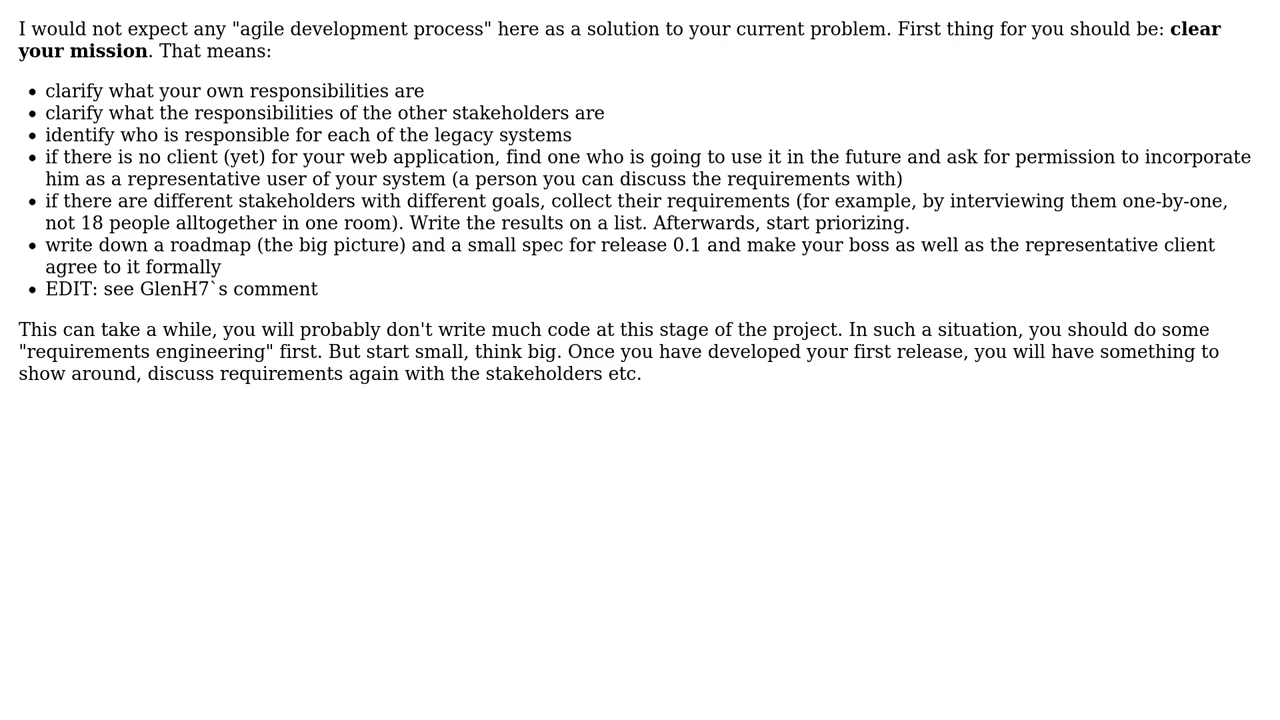 I would not expect any "agile development process" here as a solution to your current problem. First thing for you should be: clear
your mission. That means:
• clarify what your own responsibilities are
• clarify what the responsibilities of the other stakeholders are
• identify who is responsible for each of the legacy systems
• if there is no client (yet) for your web application, find one who is going to use it in the future and ask for permission to incorporate
him as a representative user of your system (a person you can discuss the requirements with)
• if there are different stakeholders with different goals, collect their requirements (for example, by interviewing them one-by-one,
not 18 people alltogether in one room). Write the results on a list. Afterwards, start priorizing.
• write down a roadmap (the big picture) and a small spec for release 0.1 and make your boss as well as the representative client
agree to it formally
• EDIT: see GlenH7`s comment
This can take a while, you will probably don't write much code at this stage of the project. In such a situation, you should do some
"requirements engineering" first. But start small, think big. Once you have developed your first release, you will have something to
show around, discuss requirements again with the stakeholders etc.